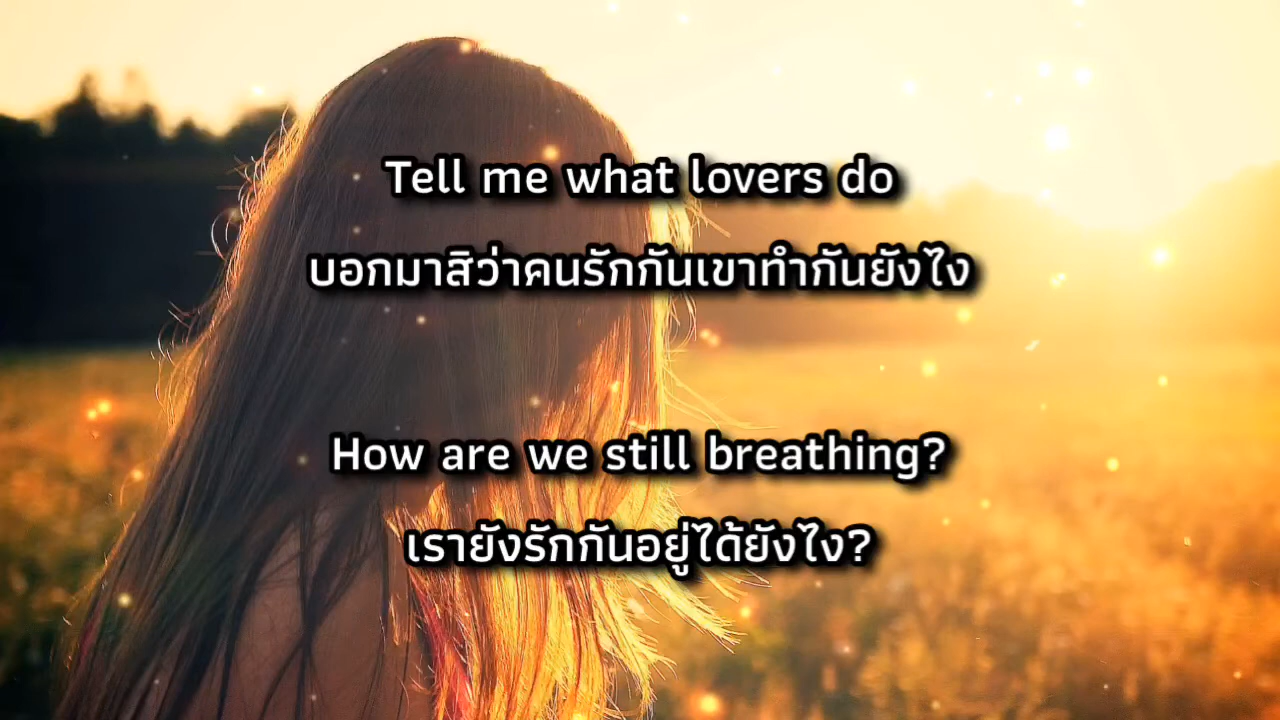 Tell me what lovers do
บอกมาสิว่าคนรักกันเขาทำกันยังไง
How are we still breathing?
เรายังรักกันอยู่ได้ยังไง?